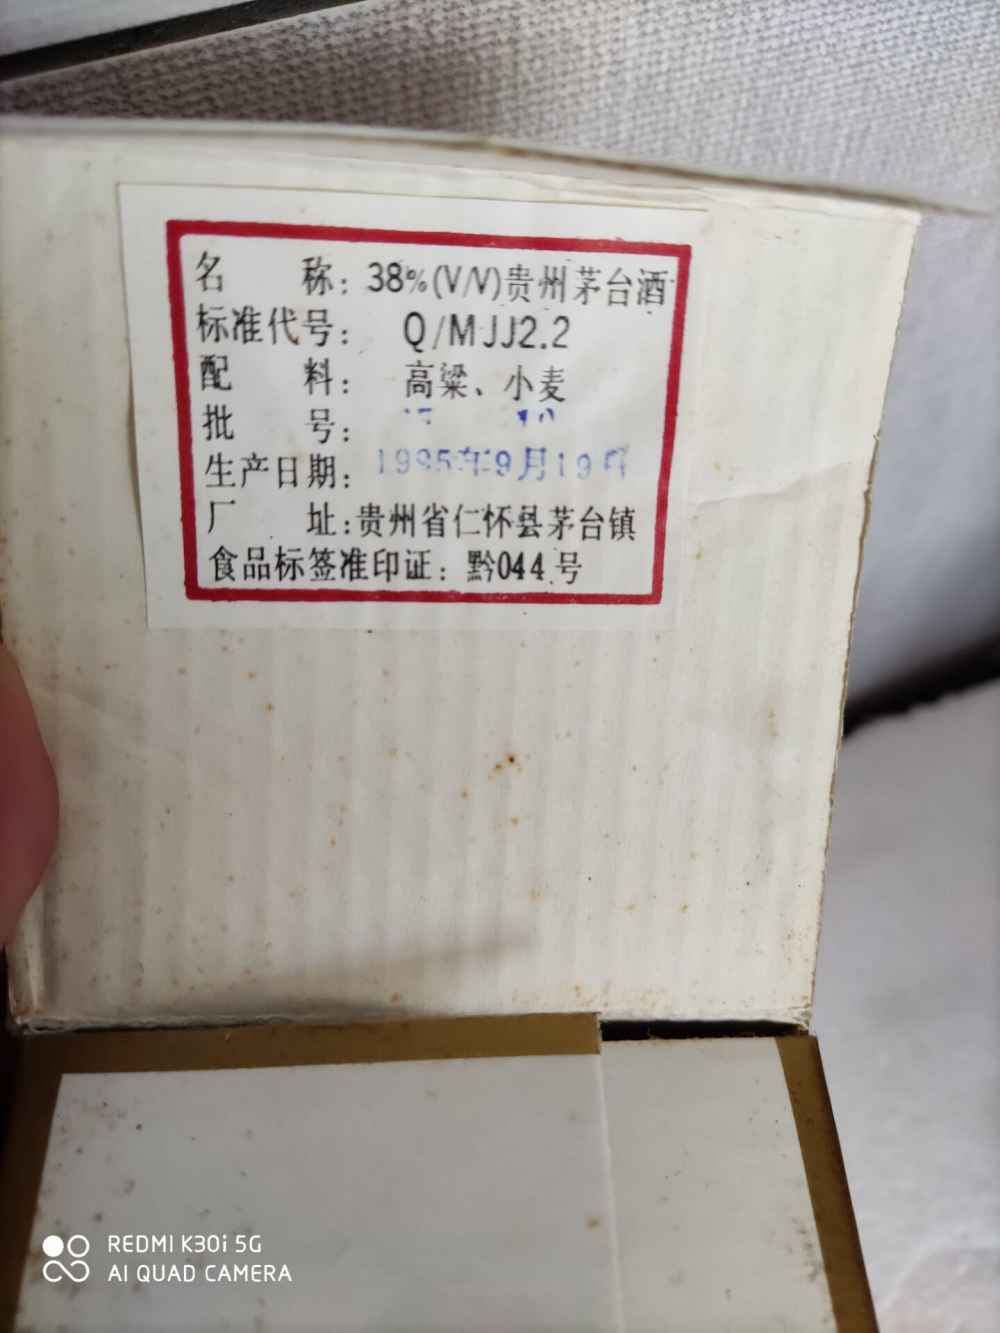 名 称：38%(V/V)贵州茅台酒
标准代号： Q/MJJ2.2
配 料： 高粱、小麦
批 号：
生产日期：1995年9月19日
厂 址：贵州省仁怀县茅台镇
食品标签准印证：黔044号
REDMI K30i 5G
AI QUAD CAMERA